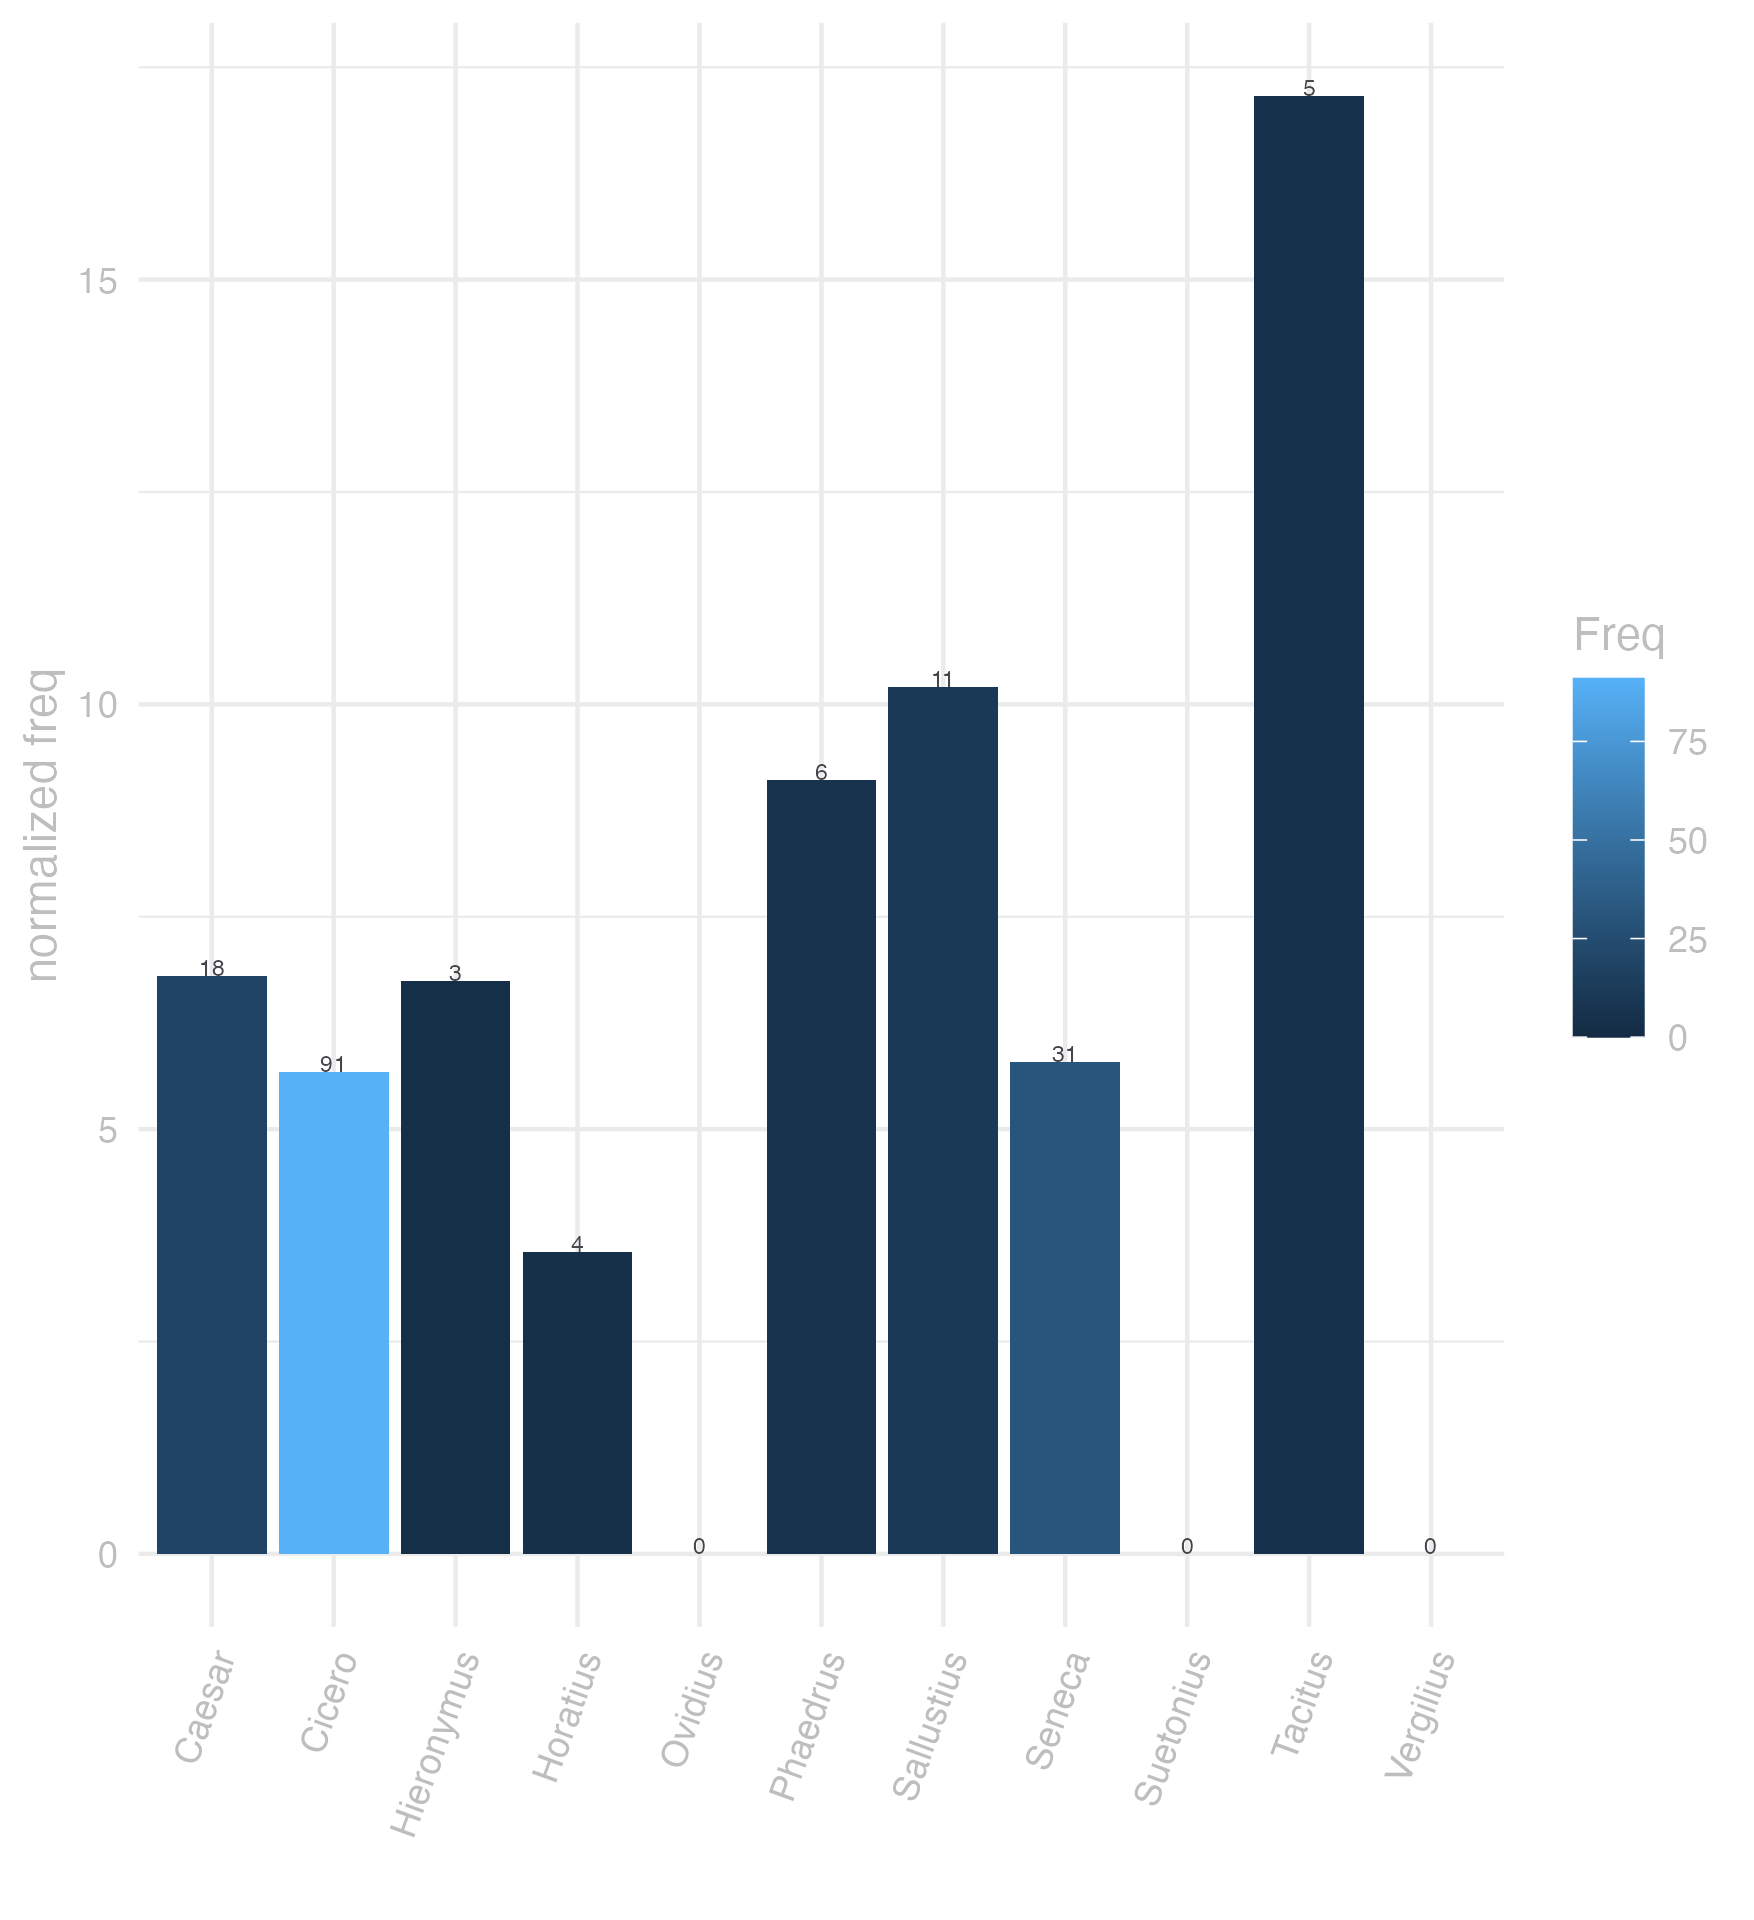 5
15
11
10
6
18
3
91
31
5
4
0
0
0
0
normalized freq
Caesar
Cicero
Hieronymus
Horatius
Ovidius
Phaedrus
Sallustius
Seneca
Suetonius
Tacitus
Vergilius
Freq
75
50
25
0